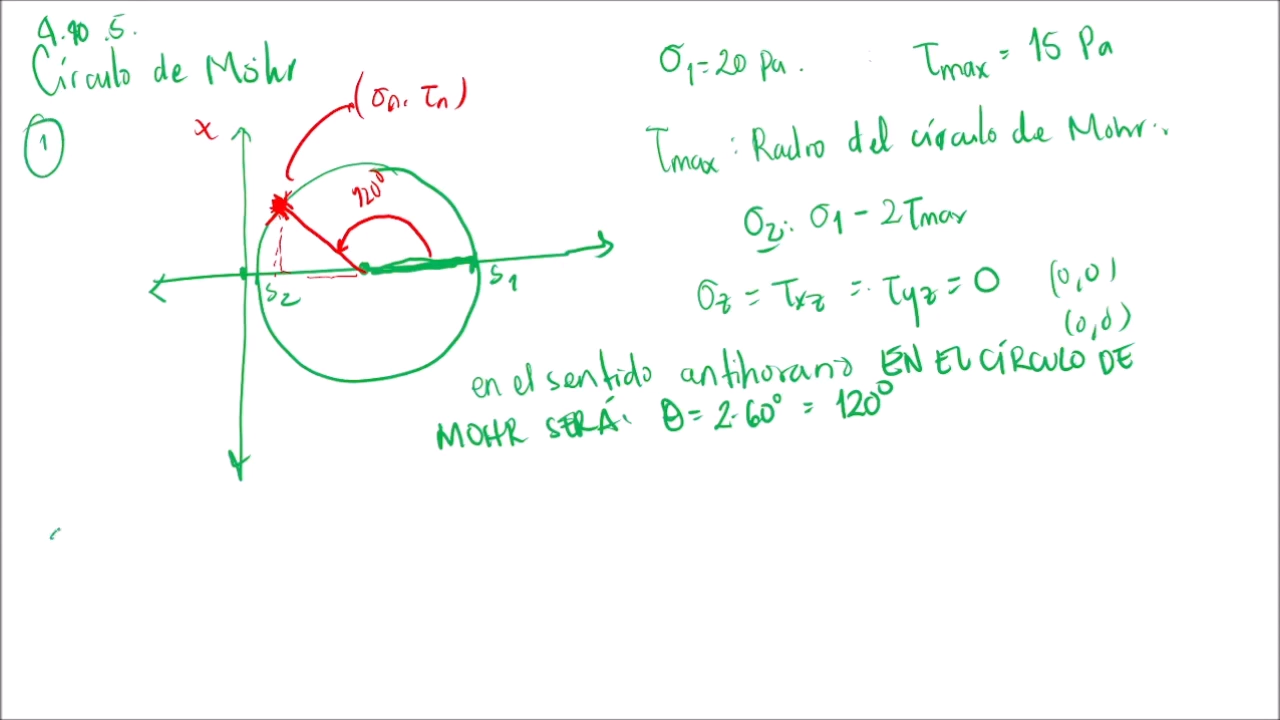 4.10.5.
Círculo de Mohr
1
x
(σn, τn)
120°
S2
S1
σ1=20 Pa. τmax = 15 Pa
τmax : Radio del círculo de Mohr.
σ2: σ1 - 2τmax
σz = τxz = τyz = 0 (0,0)
(0,0)
en el sentido antihorario EN EL CÍRCULO DE
MOHR SERÁ: θ= 2·60° = 120°